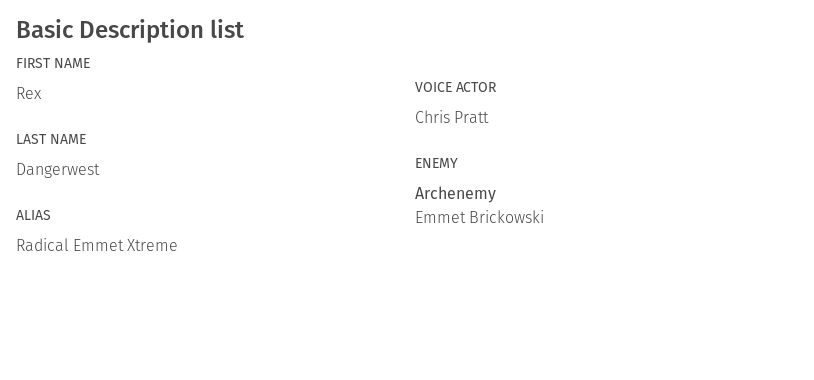 Basic Description list
FIRST NAME
Rex
LAST NAME
Dangerwest
ALIAS
Radical Emmet Xtreme
VOICE ACTOR
Chris Pratt
ENEMY
Archenemy
Emmet Brickowski